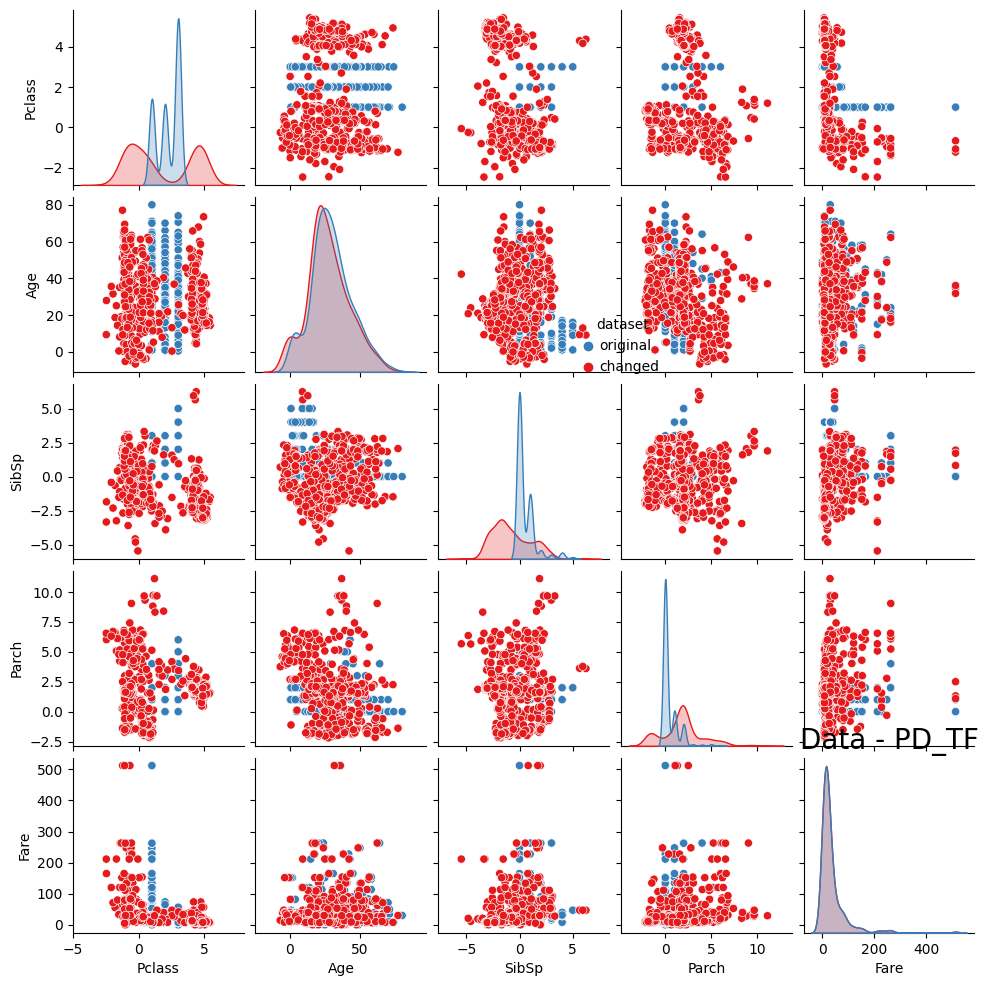 4
2
0
−2
Pclass
80
60
40
20
0
Age
dataset
original
changed
5.0
2.5
0.0
−2.5
−5.0
SibSp
10.0
7.5
5.0
2.5
0.0
−2.5
Parch
Data - PD_TF
500
400
300
200
100
0
Fare
−5 0 5
0 50
−5 0 5
0 5 10
0 200 400
Pclass Age SibSp Parch Fare